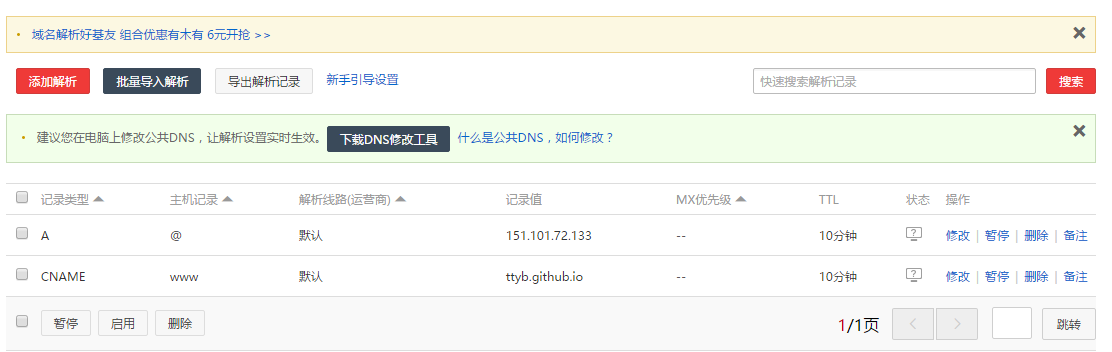 域名解析好基友 组合优惠有木有 6元开抢 >>
添加解析 批量导入解析 导出解析记录 新手引导设置 快速搜索解析记录 搜索
建议您在电脑上修改公共DNS，让解析设置实时生效。 下载DNS修改工具 什么是公共DNS，如何修改？
记录类型 主机记录 解析线路(运营商) 记录值 MX优先级 TTL 状态 操作
A @ 默认 151.101.72.133 -- 10分钟 ? 修改 | 暂停 | 删除 | 备注
CNAME www 默认 ttyb.github.io -- 10分钟 ? 修改 | 暂停 | 删除 | 备注
暂停 启用 删除 1/1页 < > 跳转